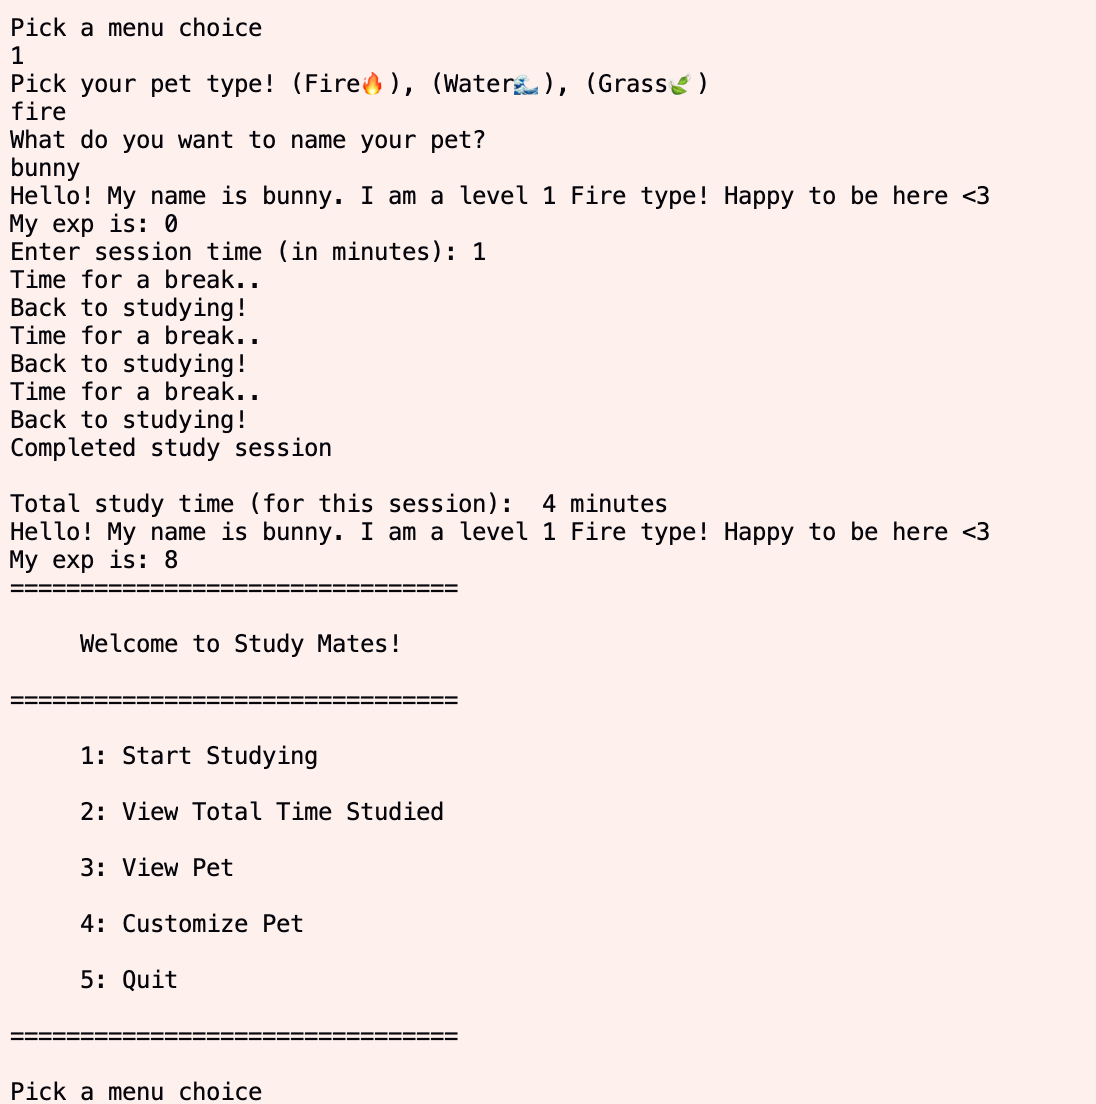 Pick a menu choice
1
Pick your pet type! (Fire🔥), (Water🌊), (Grass🍃)
fire
What do you want to name your pet?
bunny
Hello! My name is bunny. I am a level 1 Fire type! Happy to be here <3
My exp is: 0
Enter session time (in minutes): 1
Time for a break..
Back to studying!
Time for a break..
Back to studying!
Time for a break..
Back to studying!
Completed study session
Total study time (for this session):  4 minutes
Hello! My name is bunny. I am a level 1 Fire type! Happy to be here <3
My exp is: 8
================================
Welcome to Study Mates!
================================
1: Start Studying
2: View Total Time Studied
3: View Pet
4: Customize Pet
5: Quit
================================
Pick a menu choice